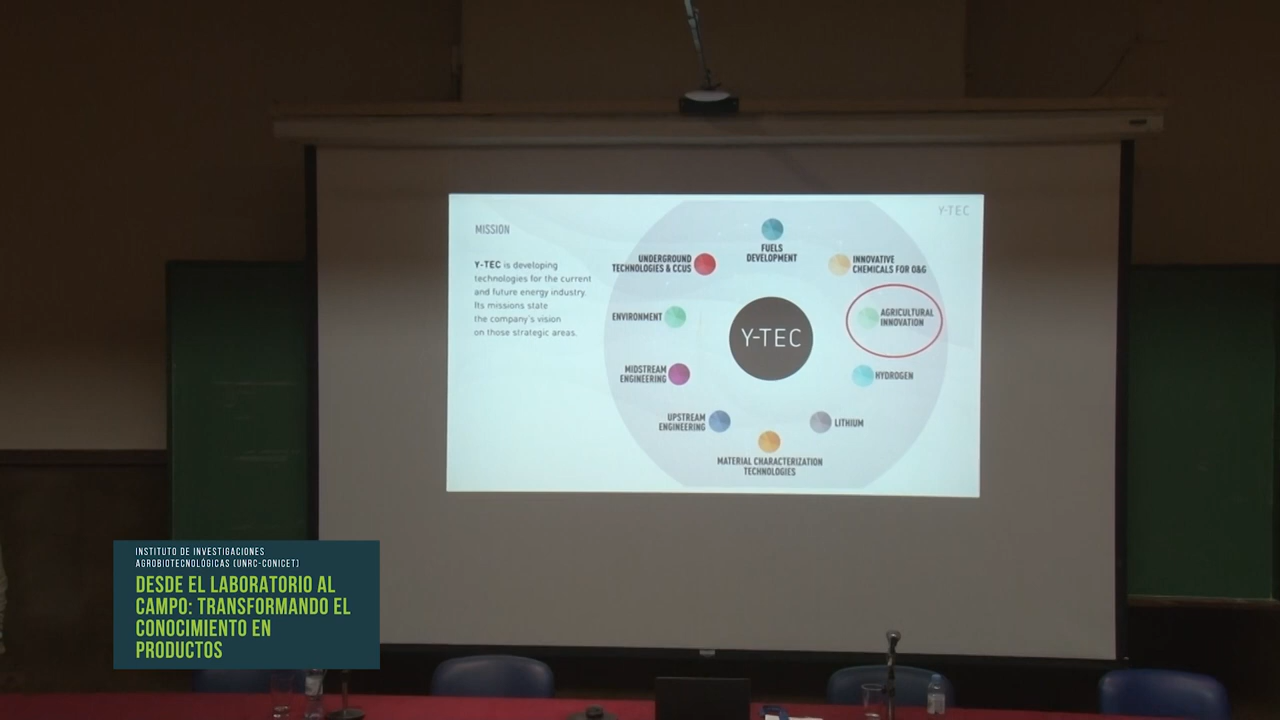 Y-TEC
MISSION
Y-TEC is developing
technologies for the current
and future energy industry.
Its missions state
the company's vision
on those strategic areas.
FUELS
DEVELOPMENT
UNDERGROUND
TECHNOLOGIES & CCUS
INNOVATIVE
CHEMICALS FOR O&G
ENVIRONMENT
AGRICULTURAL
INNOVATION
Y-TEC
MIDSTREAM
ENGINEERING
HYDROGEN
UPSTREAM
ENGINEERING
LITHIUM
MATERIAL CHARACTERIZATION
TECHNOLOGIES
INSTITUTO DE INVESTIGACIONES
AGROBIOTECNOLÓGICAS (UNRC-CONICET)
DESDE EL LABORATORIO AL
CAMPO: TRANSFORMANDO EL
CONOCIMIENTO EN
PRODUCTOS